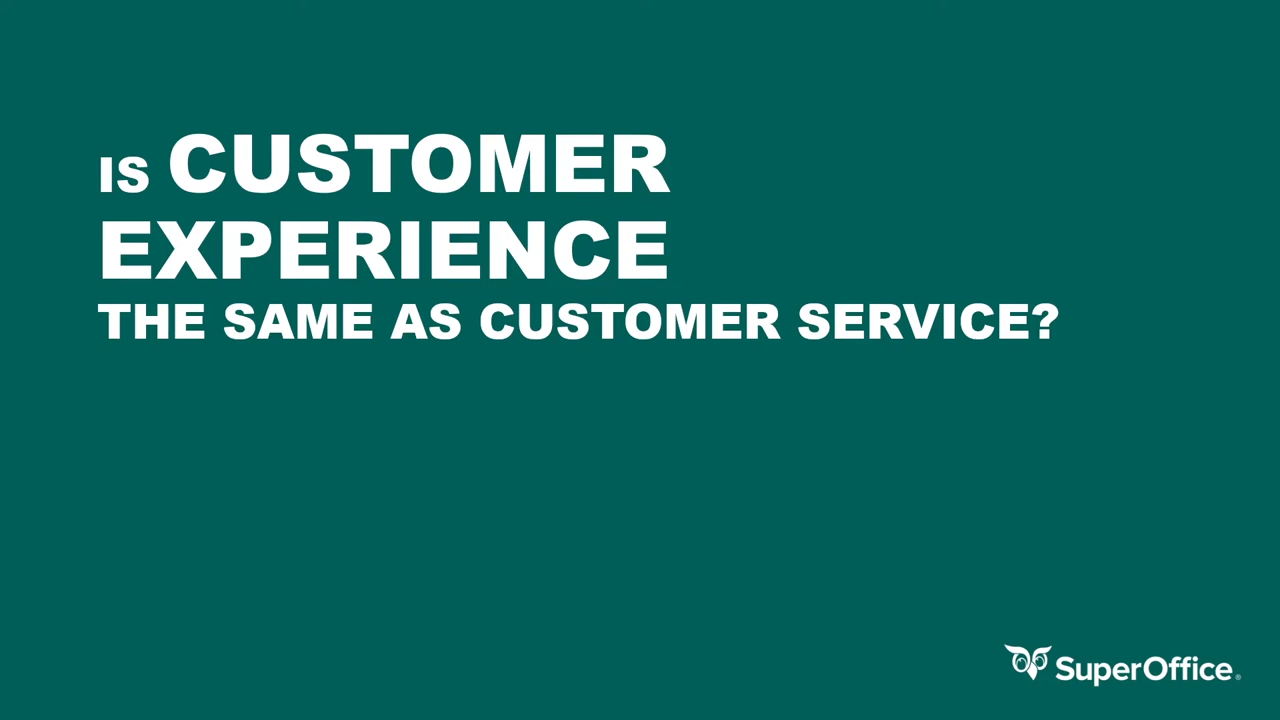 IS CUSTOMER
EXPERIENCE
THE SAME AS CUSTOMER SERVICE?
SuperOffice®